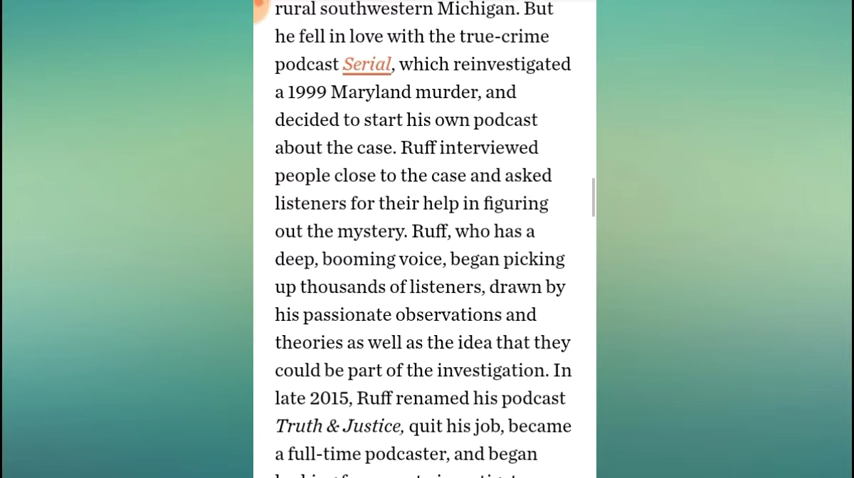 rural southwestern Michigan. But
he fell in love with the true-crime
podcast Serial, which reinvestigated
a 1999 Maryland murder, and
decided to start his own podcast
about the case. Ruff interviewed
people close to the case and asked
listeners for their help in figuring
out the mystery. Ruff, who has a
deep, booming voice, began picking
up thousands of listeners, drawn by
his passionate observations and
theories as well as the idea that they
could be part of the investigation. In
late 2015, Ruff renamed his podcast
Truth & Justice, quit his job, became
a full-time podcaster, and began